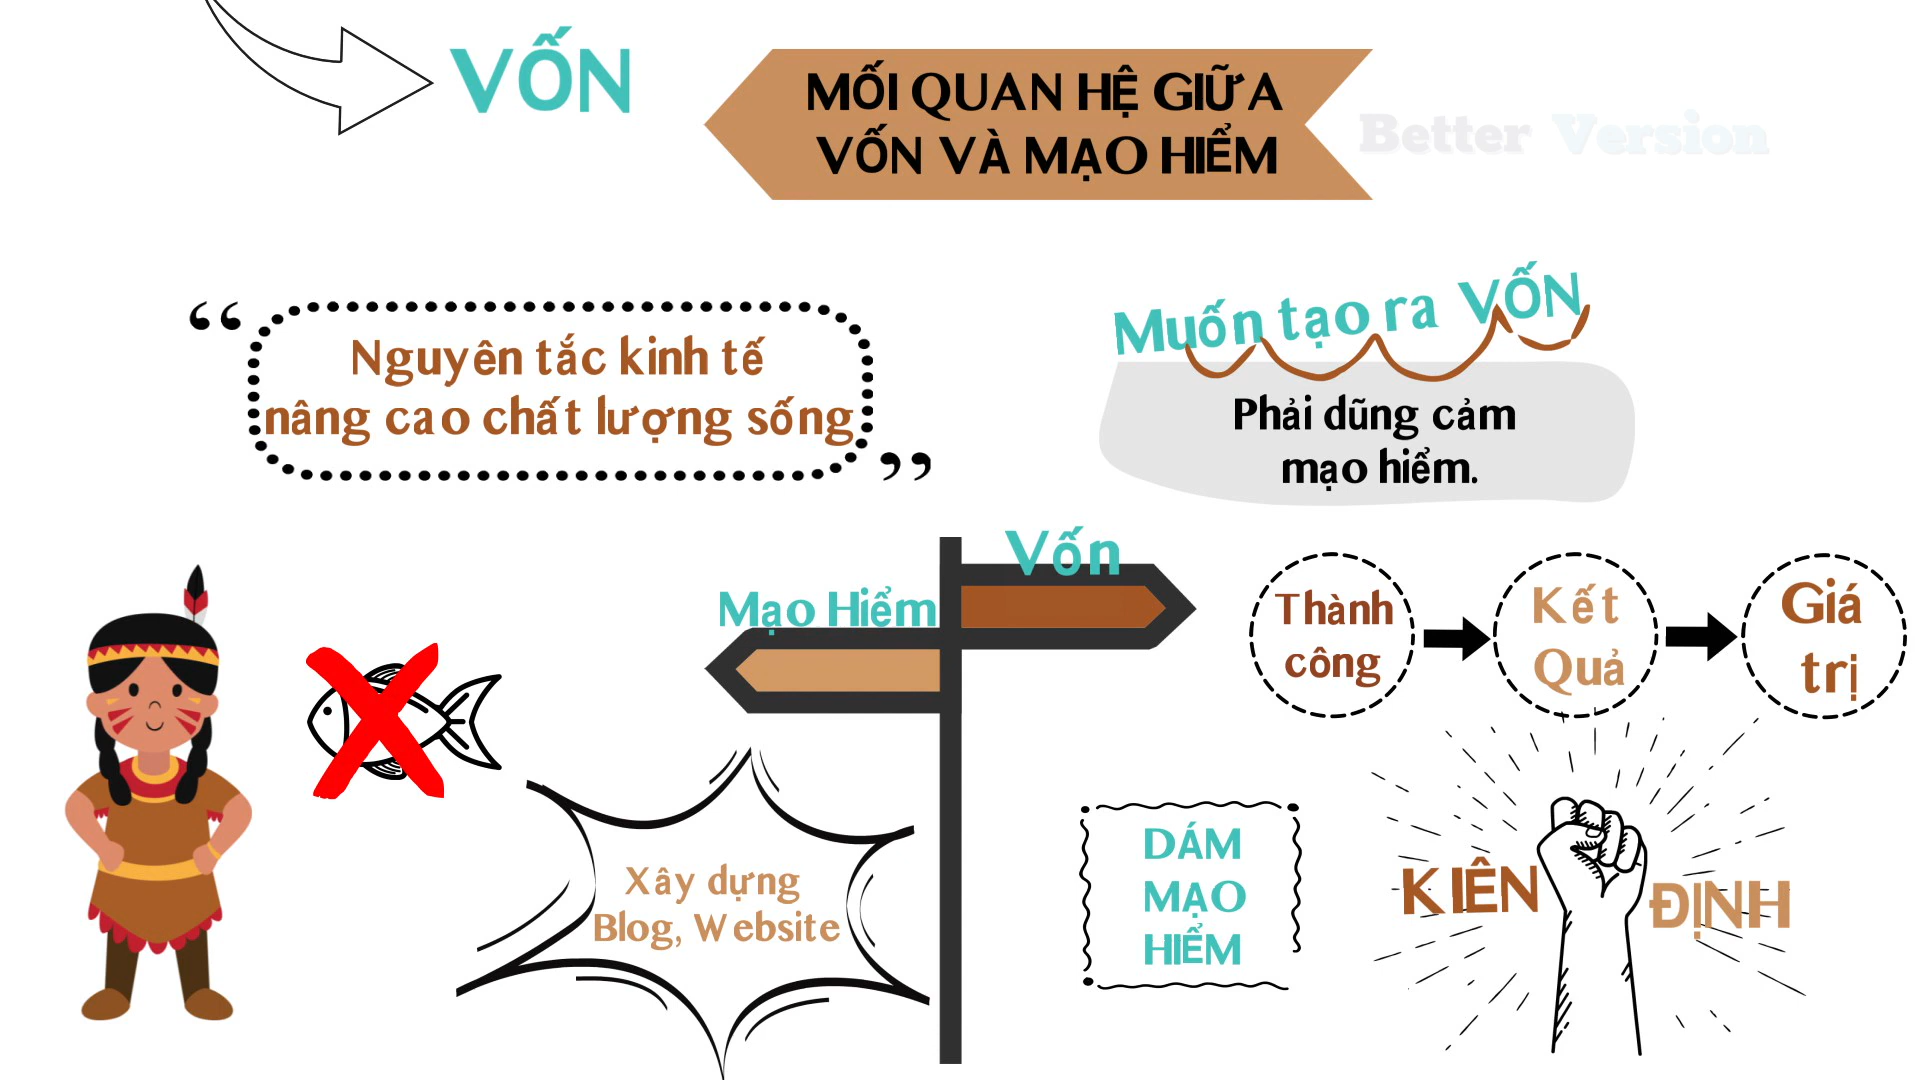 VỐN
MỐI QUAN HỆ GIỮA
VỐN VÀ MẠO HIỂM
Better Version
Nguyên tắc kinh tế
nâng cao chất lượng sống
Muốn tạo ra VỐN
Phải dũng cảm
mạo hiểm.
Vốn
Mạo Hiểm
Thành
công
Kết
Quả
Giá
trị
Xây dựng
Blog, Website
DÁM
MẠO
HIỂM
KIÊN
ĐỊNH